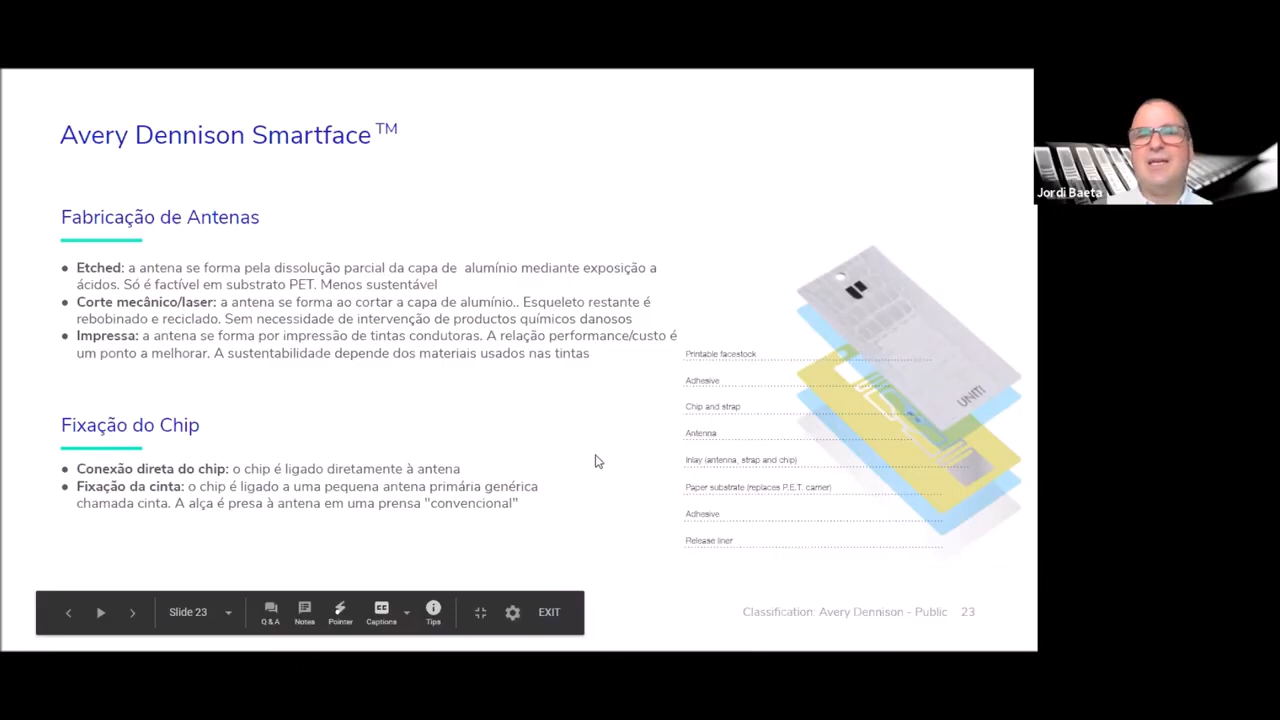 Avery Dennison Smartface™
Fabricação de Antenas
● Etched: a antena se forma pela dissolução parcial da capa de alumínio mediante exposição a
ácidos. Só é factível em substrato PET. Menos sustentável
● Corte mecânico/laser: a antena se forma ao cortar a capa de alumínio.. Esqueleto restante é
rebobinado e reciclado. Sem necessidade de intervenção de productos químicos danosos
● Impressa: a antena se forma por impressão de tintas condutoras. A relação performance/custo é
um ponto a melhorar. A sustentabilidade depende dos materiais usados nas tintas
Fixação do Chip
● Conexão direta do chip: o chip é ligado diretamente à antena
● Fixação da cinta: o chip é ligado a uma pequena antena primária genérica
chamada cinta. A alça é presa à antena em uma prensa "convencional"
Printable facestock
Adhesive
Chip and strap
Antenna
Inlay (antenna, strap and chip)
Paper substrate (replaces P.E.T. carrier)
Adhesive
Release liner
UNITI
Jordi Baeta
Slide 23
Q & A
Notes
Pointer
CC
Captions
Tips
EXIT
Classification: Avery Dennison - Public 23